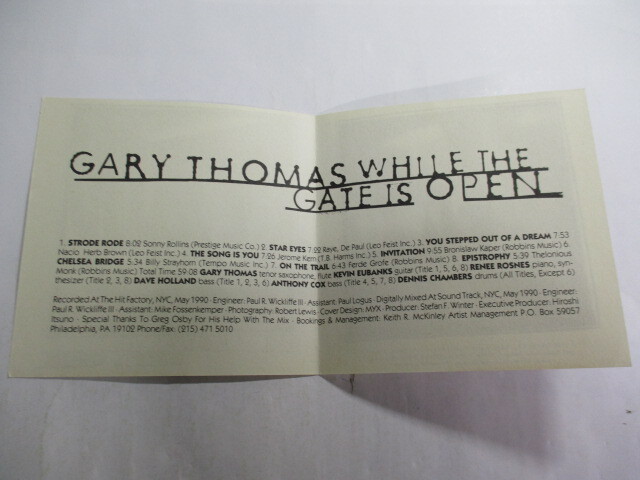 GARY THOMAS WHILE THE
GATE IS OPEN
1. STRODE RODE 8:02 Sonny Rollins (Prestige Music Co.) 2. STAR EYES 7:22 Raye, De Paul (Leo Feist Inc.) 3. YOU STEPPED OUT OF A DREAM 7:53
Nacio Herb Brown (Leo Feist Inc.) 4. THE SONG IS YOU 7:26 Jerome Kern (T.B. Harms Inc.) 5. INVITATION 9:55 Bronislaw Kaper (Robbins Music) 6.
CHELSEA BRIDGE 5:34 Billy Strayhorn (Tempo Music Inc.) 7. ON THE TRAIL 6:43 Ferde Grofe (Robbins Music) 8. EPISTROPHY 5:39 Thelonious
Monk (Robbins Music) Total Time: 59:08 GARY THOMAS tenor saxophone, flute KEVIN EUBANKS guitar (Title 1, 5, 6, 8) RENEE ROSNES piano, syn-
thesizer (Title 2, 3, 8) DAVE HOLLAND bass (Title 1, 2, 3, 6) ANTHONY COX bass (Title 4, 5, 7, 8) DENNIS CHAMBERS drums (All Titles, Except 6)
Recorded At The Hit Factory, NYC, May 1990 · Engineer: Paul R. Wickliffe III · Assistant: Paul Logus · Digitally Mixed At Sound Track, NYC, May 1990 · Engineer:
Paul R. Wickliffe III · Assistant: Mike Fossenkemper · Photography: Robert Lewis · Cover Design: MYX · Producer: Stefan F. Winter · Executive Producer: Hiroshi
Itsuno · Special Thanks To Greg Osby For His Help With The Mix · Bookings & Management: Keith R. McKinley Artist Management P.O. Box 59057
Philadelphia, PA 19102 Phone/Fax: (215) 471 5010